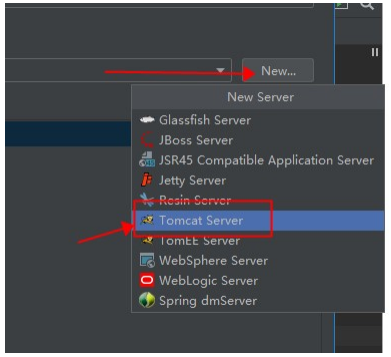 New...
New Server
Glassfish Server
JBoss Server
JSR45 Compatible Application Server
Jetty Server
Resin Server
Tomcat Server
TomEE Server
WebSphere Server
WebLogic Server
Spring dmServer